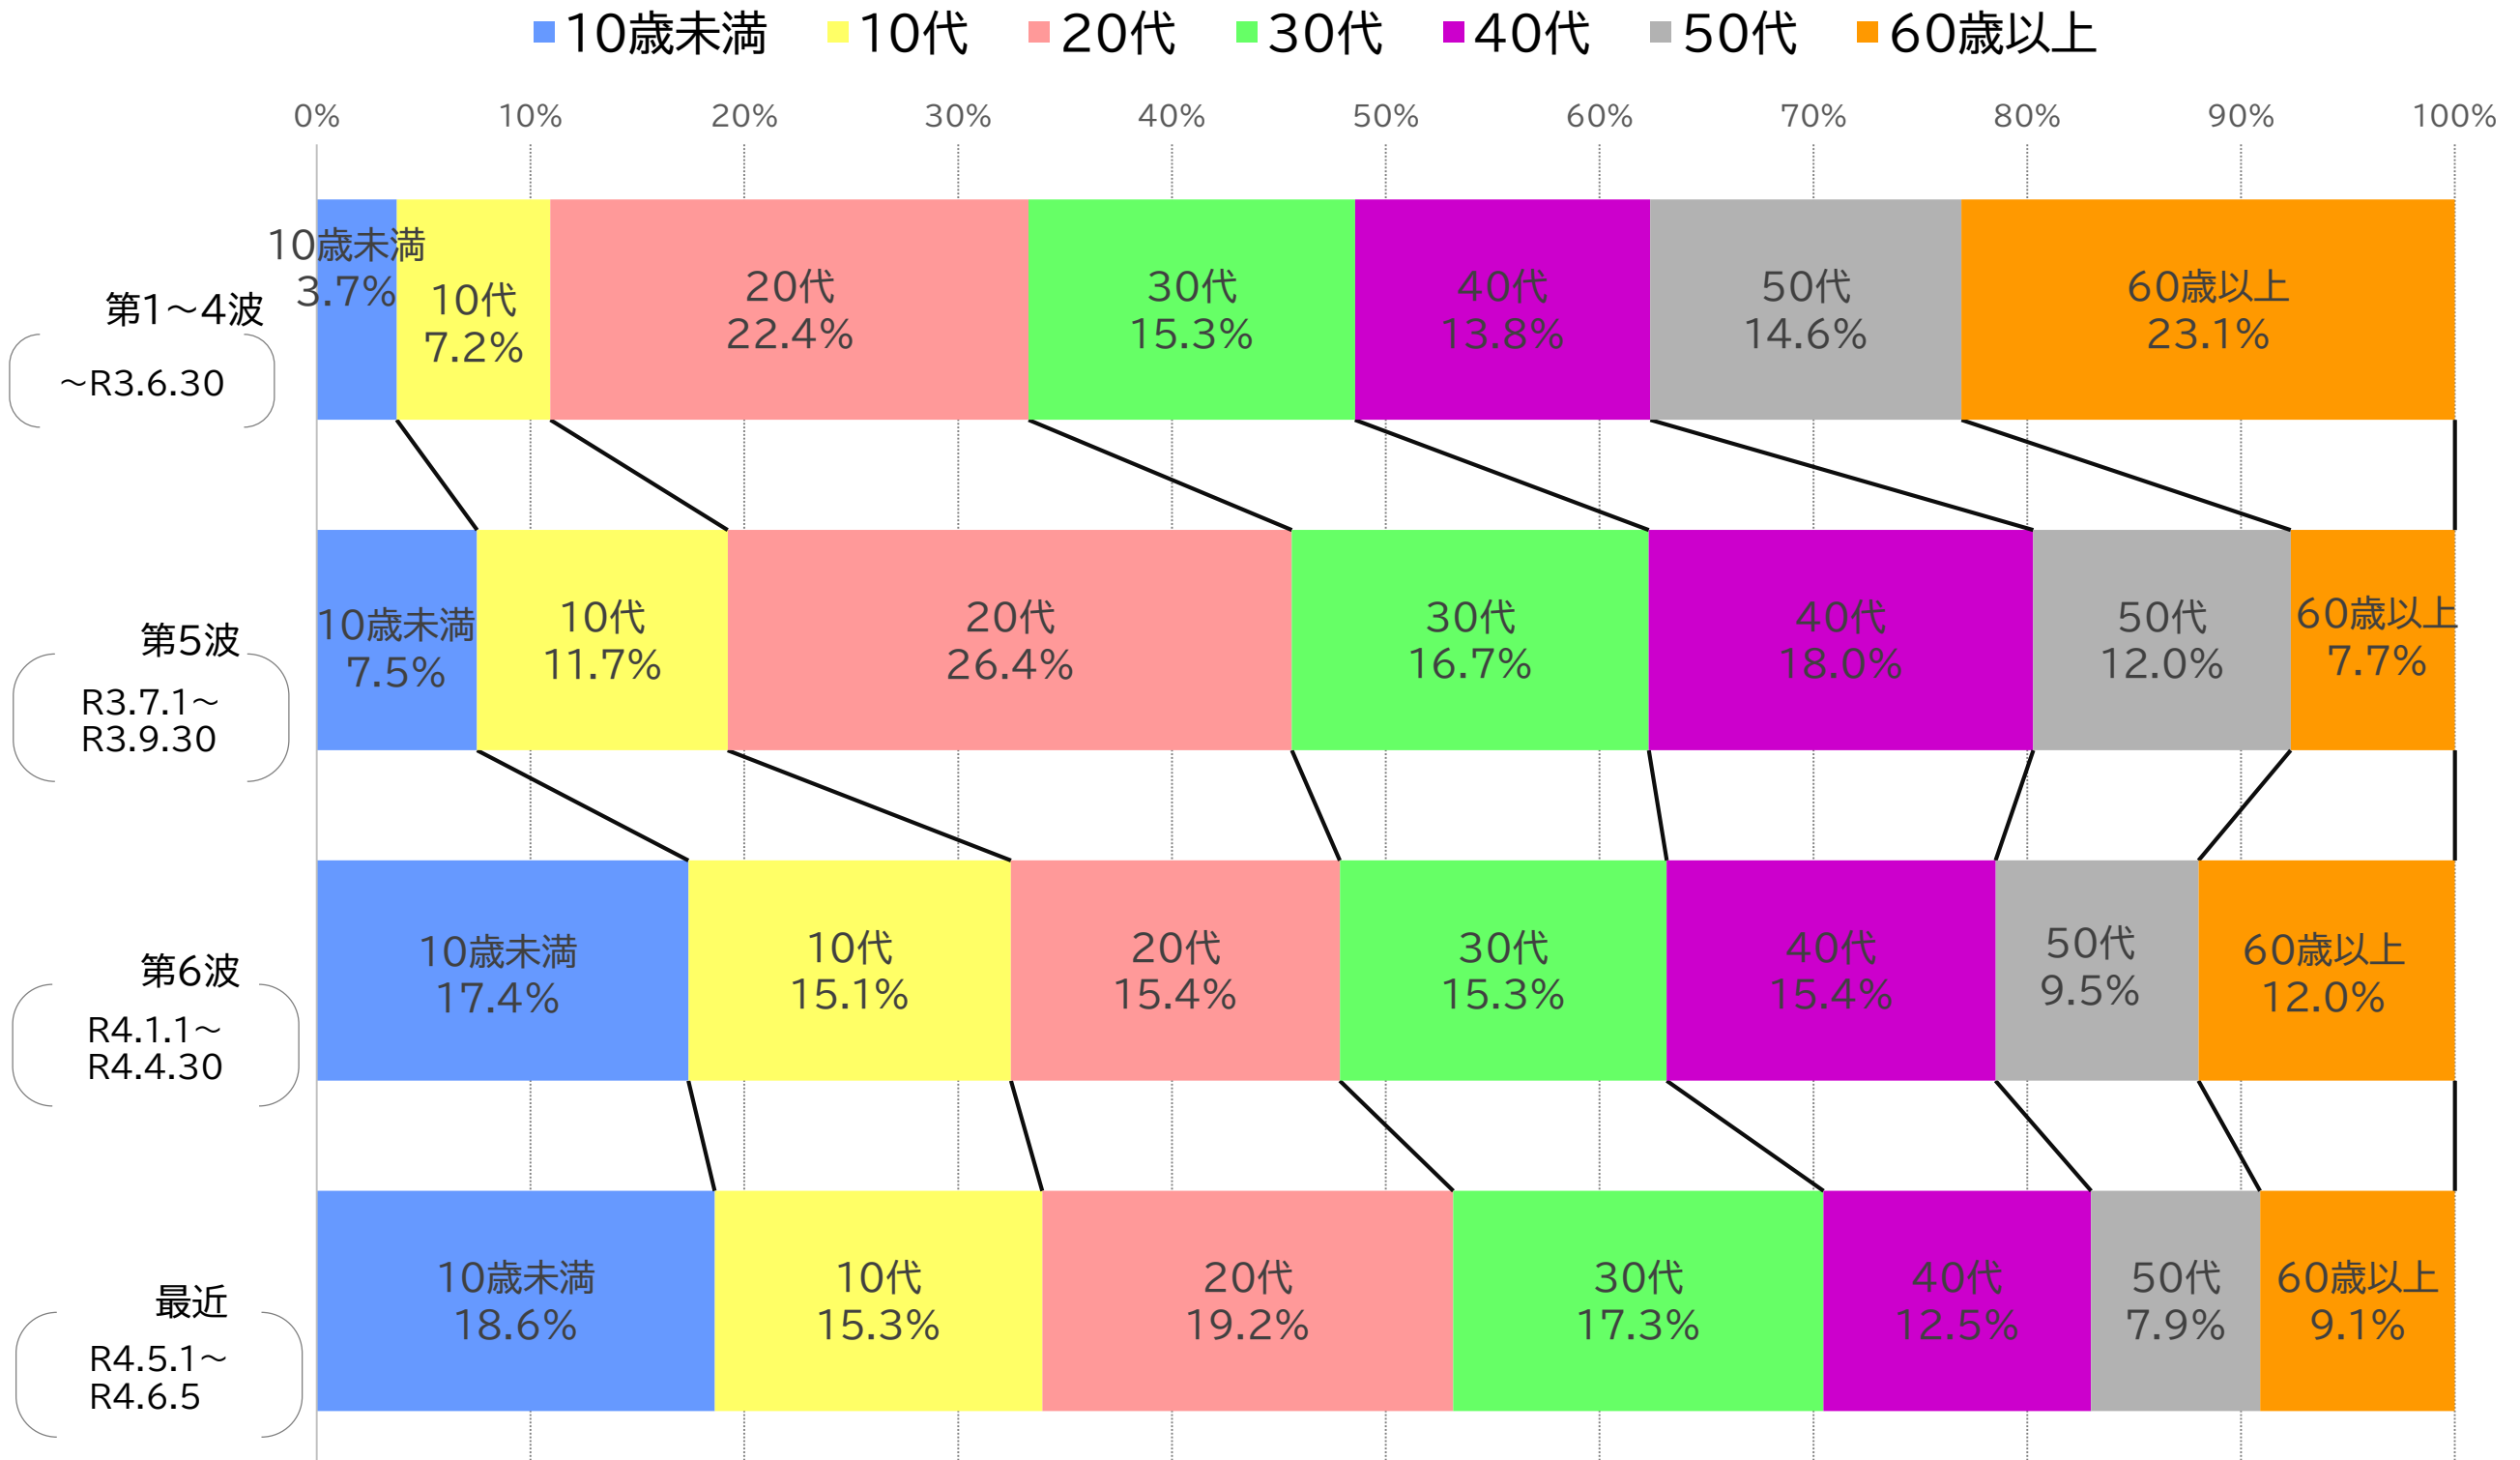 10歳未満 10代 20代 30代 40代 50代 60歳以上
0% 10% 20% 30% 40% 50% 60% 70% 80% 90% 100%
第1～4波
～R3.6.30
10歳未満
3.7%
10代
7.2%
20代
22.4%
30代
15.3%
40代
13.8%
50代
14.6%
60歳以上
23.1%
第5波
R3.7.1～
R3.9.30
10歳未満
7.5%
10代
11.7%
20代
26.4%
30代
16.7%
40代
18.0%
50代
12.0%
60歳以上
7.7%
第6波
R4.1.1～
R4.4.30
10歳未満
17.4%
10代
15.1%
20代
15.4%
30代
15.3%
40代
15.4%
50代
9.5%
60歳以上
12.0%
最近
R4.5.1～
R4.6.5
10歳未満
18.6%
10代
15.3%
20代
19.2%
30代
17.3%
40代
12.5%
50代
7.9%
60歳以上
9.1%